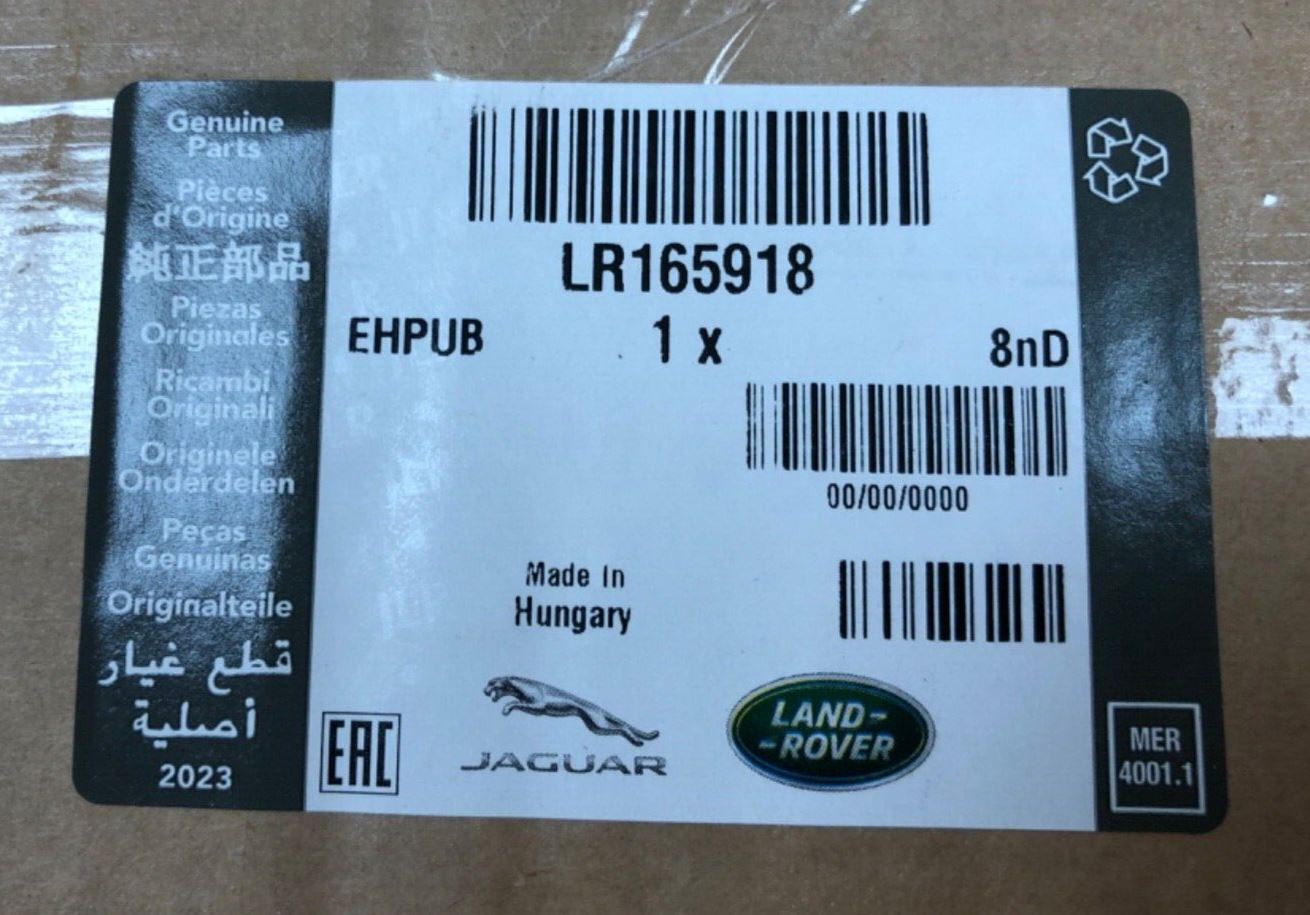 Genuine
Parts
Pièces
d'Origine
純正部品
Piezas
Originales
Ricambi
Originali
Originele
Onderdelen
Peças
Genuínas
Originalteile
قطع غيار
أصلية
2023
LR165918
EHPUB 1 x 8nD
00/00/0000
Made In
Hungary
EAC
JAGUAR
LAND-
-ROVER
MER
4001.1